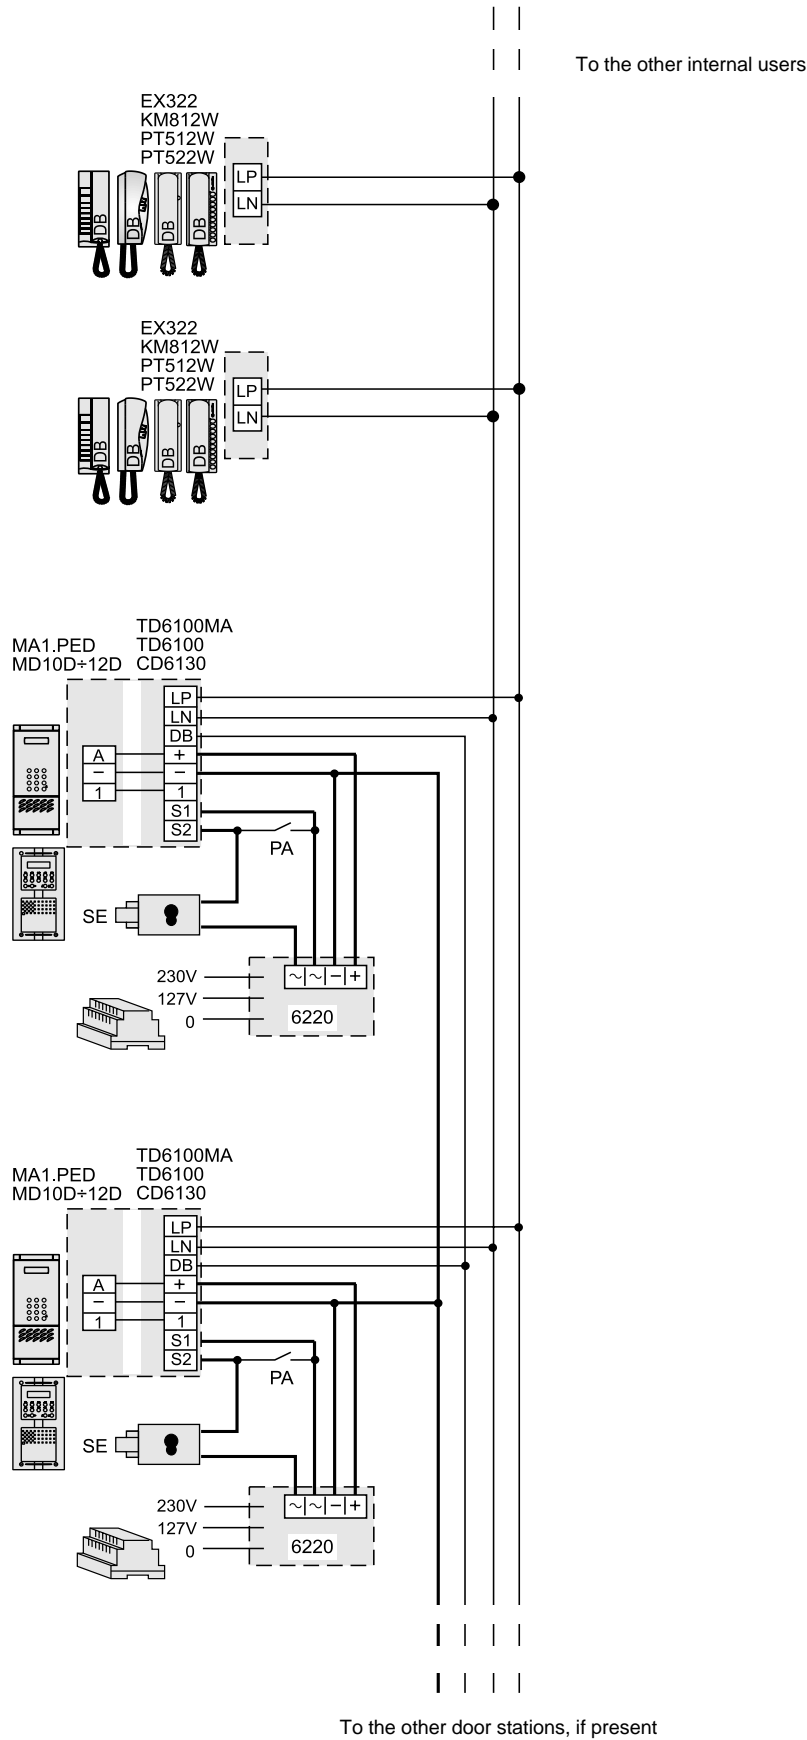 To the other internal users
EX322
KM812W
PT512W
PT522W
LP
LN
DB DB DB DB
EX322
KM812W
PT512W
PT522W
LP
LN
DB DB DB DB
TD6100MA
MA1.PED TD6100
MD10D÷12D CD6130
LP
LN
DB
A +
– –
1 1
S1
S2
PA
SE
230V ~ ~ – +
127V
0 6220
TD6100MA
MA1.PED TD6100
MD10D÷12D CD6130
LP
LN
DB
A +
– –
1 1
S1
S2
PA
SE
230V ~ ~ – +
127V
0 6220
To the other door stations, if present